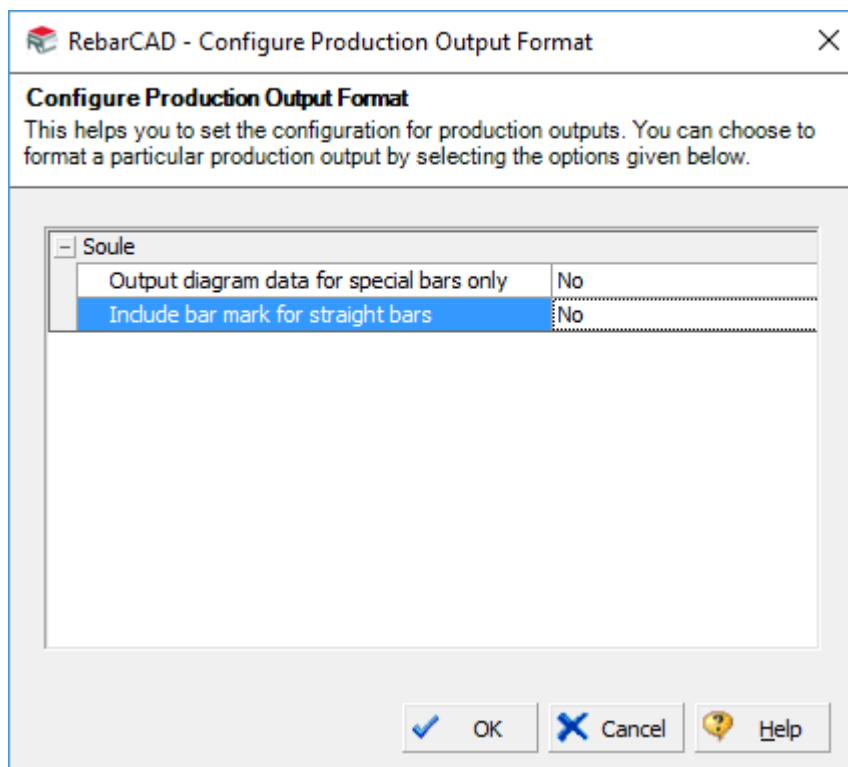 RebarCAD - Configure Production Output Format
Configure Production Output Format
This helps you to set the configuration for production outputs. You can choose to
format a particular production output by selecting the options given below.
Soule
Output diagram data for special bars only No
Include bar mark for straight bars No
OK Cancel Help